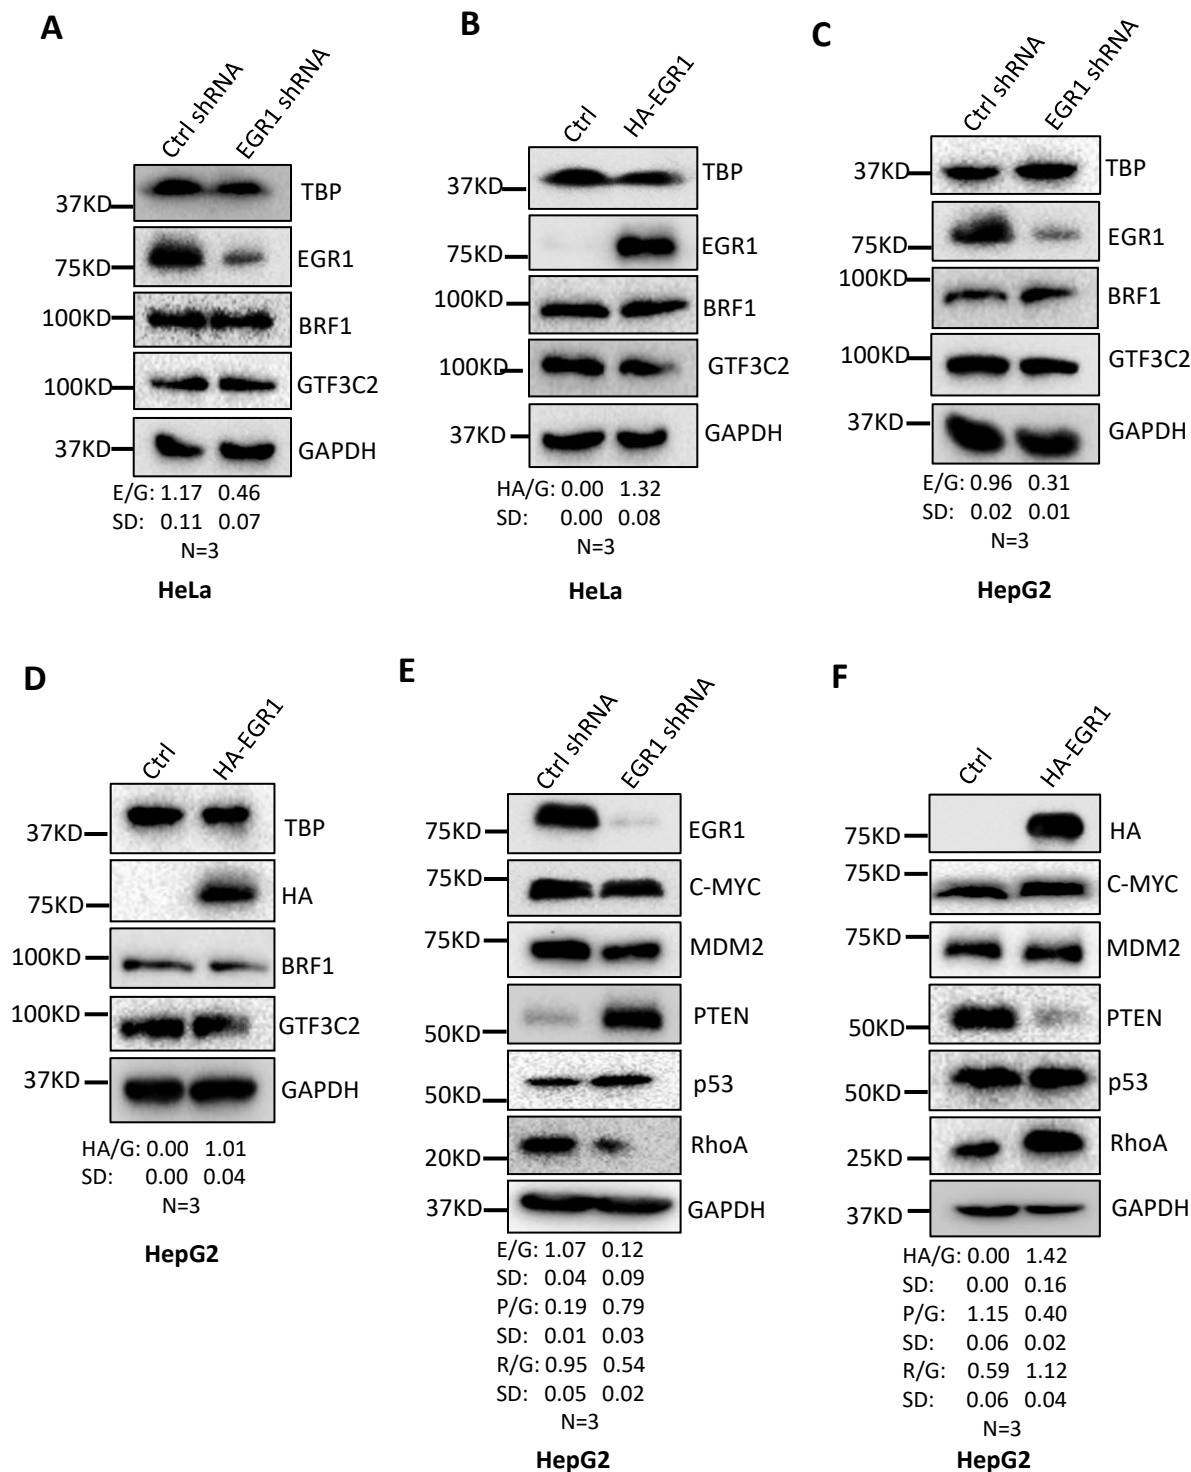 A
Ctrl shRNA
EGR1 shRNA
37KD
TBP
75KD
EGR1
100KD
BRF1
100KD
GTF3C2
37KD
GAPDH
E/G: 1.17 0.46
SD: 0.11 0.07
N=3
HeLa
B
Ctrl
HA-EGR1
37KD
TBP
75KD
EGR1
100KD
BRF1
100KD
GTF3C2
37KD
GAPDH
HA/G: 0.00 1.32
SD: 0.00 0.08
N=3
HeLa
C
Ctrl shRNA
EGR1 shRNA
37KD
TBP
75KD
EGR1
100KD
BRF1
100KD
GTF3C2
37KD
GAPDH
E/G: 0.96 0.31
SD: 0.02 0.01
N=3
HepG2
D
Ctrl
HA-EGR1
37KD
TBP
75KD
HA
100KD
BRF1
100KD
GTF3C2
37KD
GAPDH
HA/G: 0.00 1.01
SD: 0.00 0.04
N=3
HepG2
E
Ctrl shRNA
EGR1 shRNA
75KD
EGR1
75KD
C-MYC
75KD
MDM2
50KD
PTEN
50KD
p53
20KD
RhoA
37KD
GAPDH
E/G: 1.07 0.12
SD: 0.04 0.09
P/G: 0.19 0.79
SD: 0.01 0.03
R/G: 0.95 0.54
SD: 0.05 0.02
N=3
HepG2
F
Ctrl
HA-EGR1
75KD
HA
75KD
C-MYC
75KD
MDM2
50KD
PTEN
50KD
p53
25KD
RhoA
37KD
GAPDH
HA/G: 0.00 1.42
SD: 0.00 0.16
P/G: 1.15 0.40
SD: 0.06 0.02
R/G: 0.59 1.12
SD: 0.06 0.04
N=3
HepG2